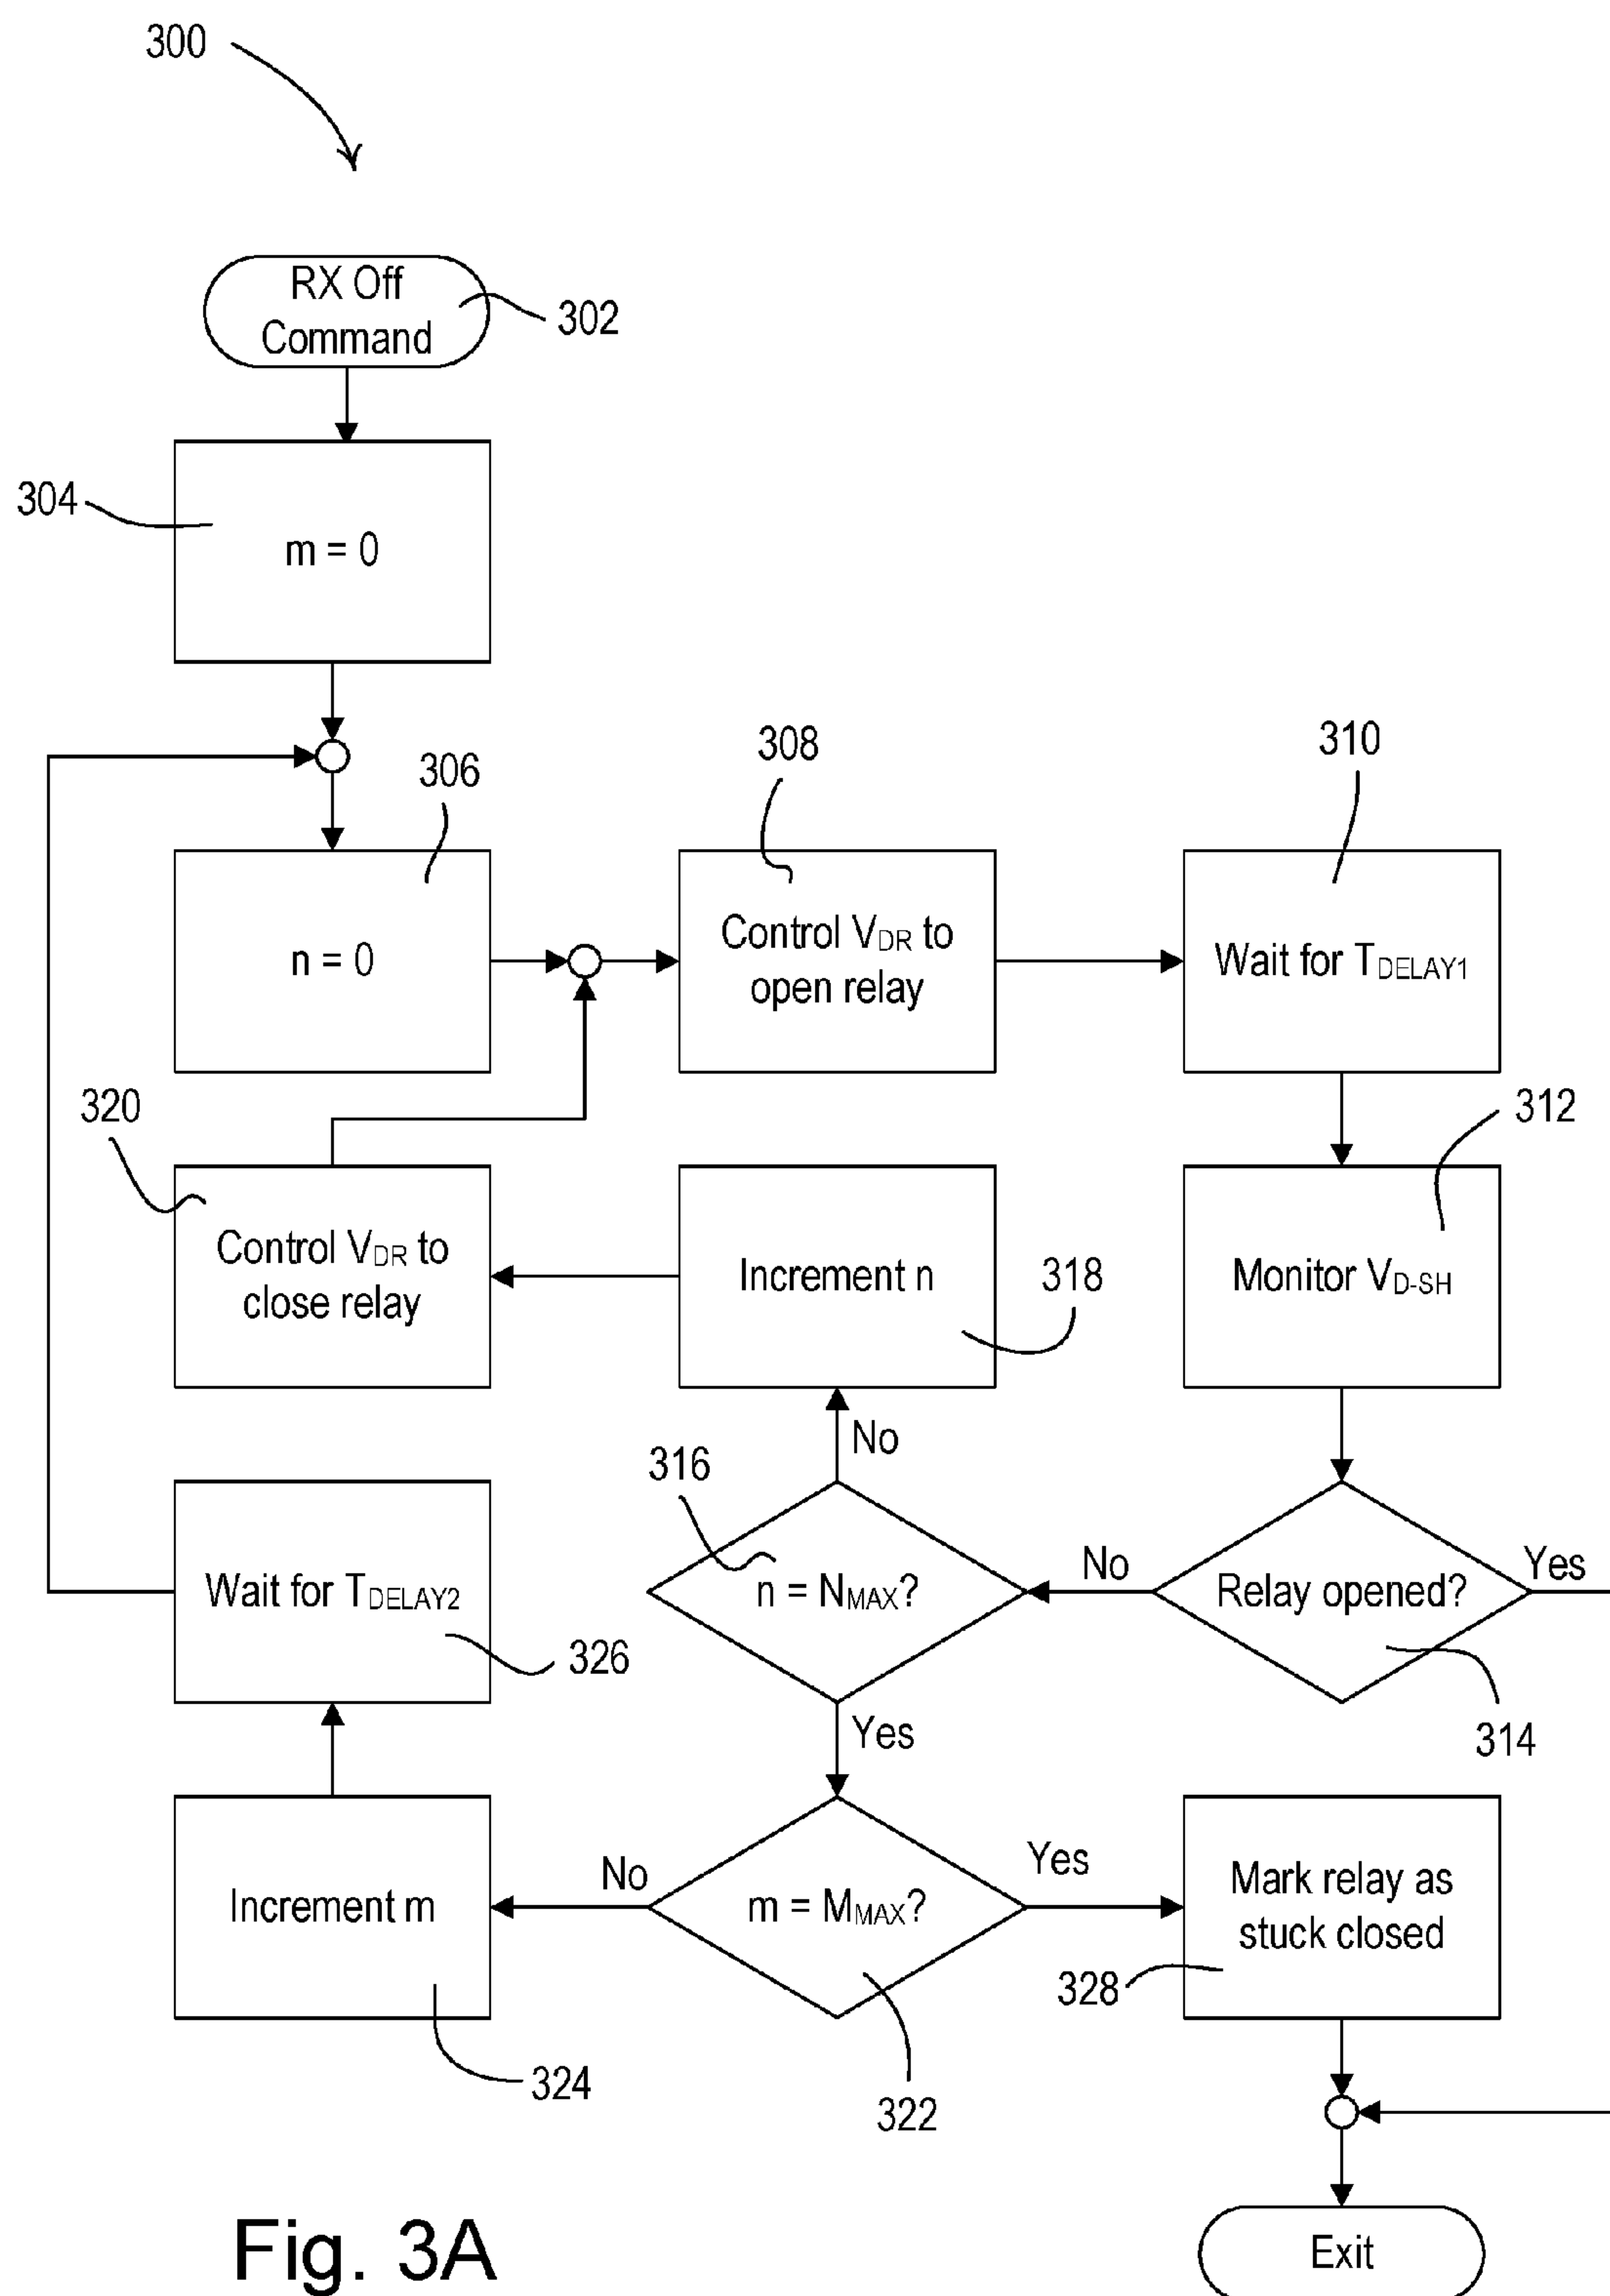 300
RX Off
Command
302
304
m = 0
306
308
310
n = 0
Control VDR to
open relay
Wait for TDELAY1
320
312
Control VDR to
close relay
Increment n
318
Monitor VD-SH
No
316
Wait for TDELAY2
326
n = NMAX?
No
Relay opened?
Yes
314
Yes
Increment m
324
No
m = MMAX?
322
Yes
Mark relay as
stuck closed
328
Exit
Fig. 3A